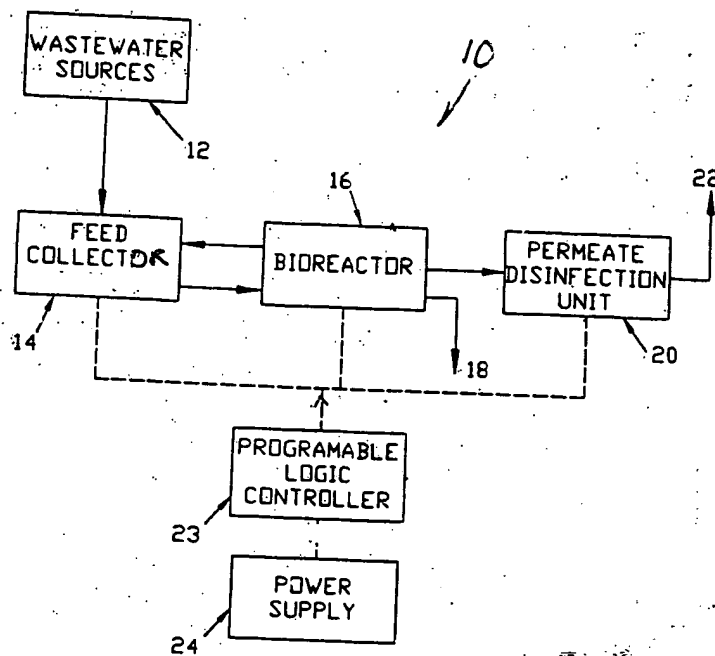 WASTEWATER
SOURCES
10
12
16
22
FEED
COLLECTOR
BIOREACTOR
PERMEATE
DISINFECTION
UNIT
14
18
20
PROGRAMABLE
LOGIC
CONTROLLER
23
POWER
SUPPLY
24